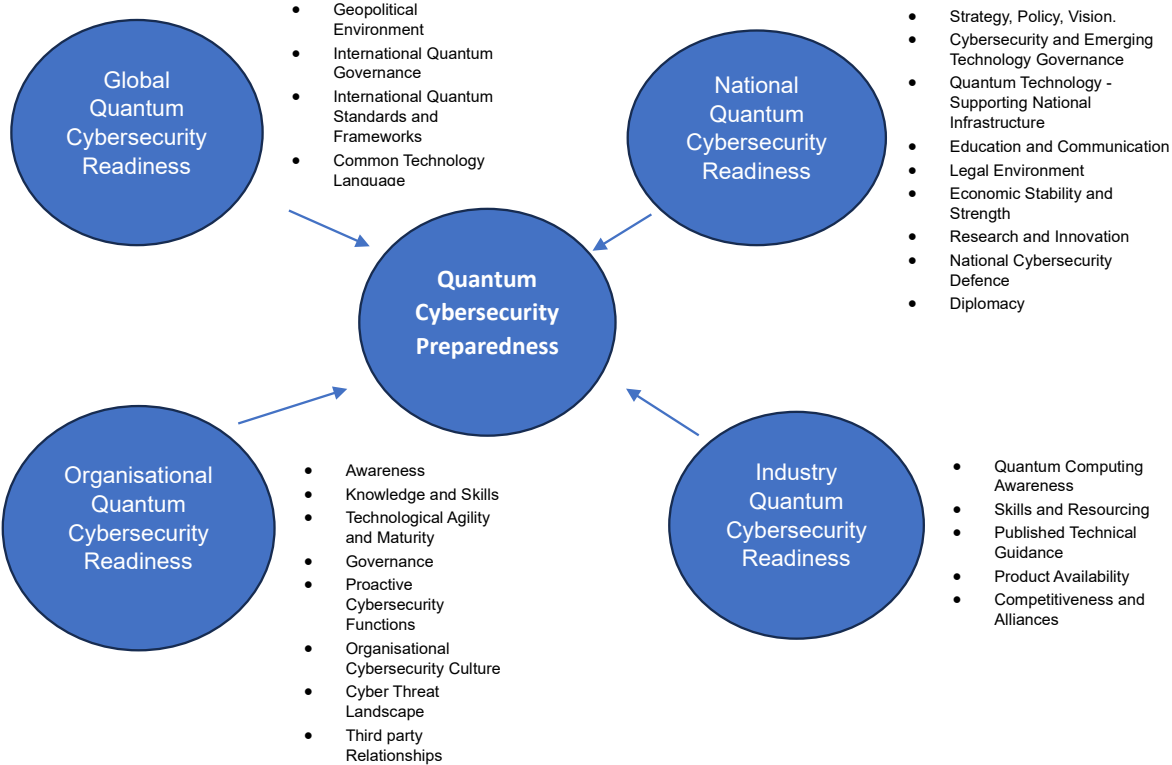 Global
Quantum
Cybersecurity
Readiness
• Geopolitical
Environment
• International Quantum
Governance
• International Quantum
Standards and
Frameworks
• Common Technology
Language
National
Quantum
Cybersecurity
Readiness
• Strategy, Policy, Vision.
• Cybersecurity and Emerging
Technology Governance
• Quantum Technology -
Supporting National
Infrastructure
• Education and Communication
• Legal Environment
• Economic Stability and
Strength
• Research and Innovation
• National Cybersecurity
Defence
• Diplomacy
Quantum
Cybersecurity
Preparedness
Organisational
Quantum
Cybersecurity
Readiness
• Awareness
• Knowledge and Skills
• Technological Agility
and Maturity
• Governance
• Proactive
Cybersecurity
Functions
• Organisational
Cybersecurity Culture
• Cyber Threat
Landscape
• Third party
Relationships
Industry
Quantum
Cybersecurity
Readiness
• Quantum Computing
Awareness
• Skills and Resourcing
• Published Technical
Guidance
• Product Availability
• Competitiveness and
Alliances